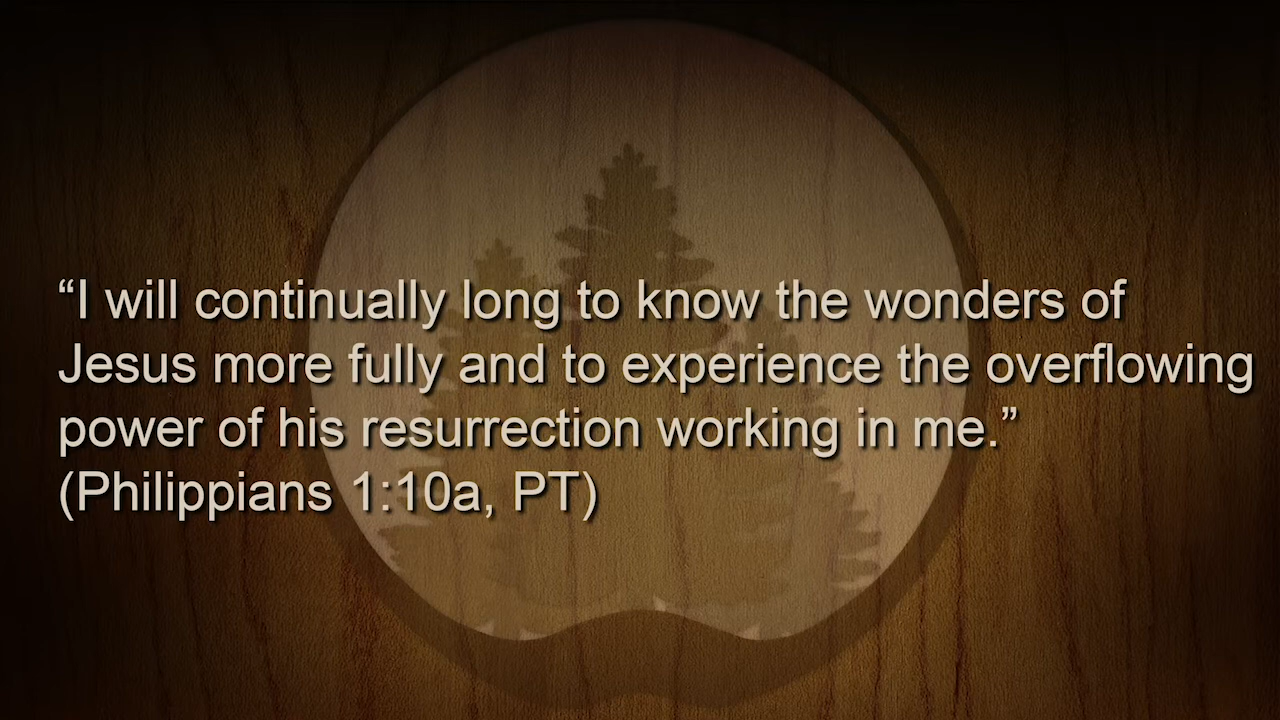 “I will continually long to know the wonders of
Jesus more fully and to experience the overflowing
power of his resurrection working in me.”
(Philippians 1:10a, PT)